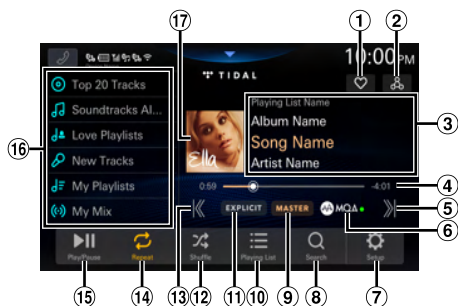 17 1 2
10:00 PM
TIDAL
Top 20 Tracks
Soundtracks Al...
Love Playlists
New Tracks
My Playlists
My Mix
16
Ella
Playing List Name
Album Name
Song Name
Artist Name
3
0:59 -4:01 4
EXPLICIT MASTER MQA 5
6
Play/Pause Repeat Shuffle Playing List Search Setup
15 14 13 12 11 10 9 8 7